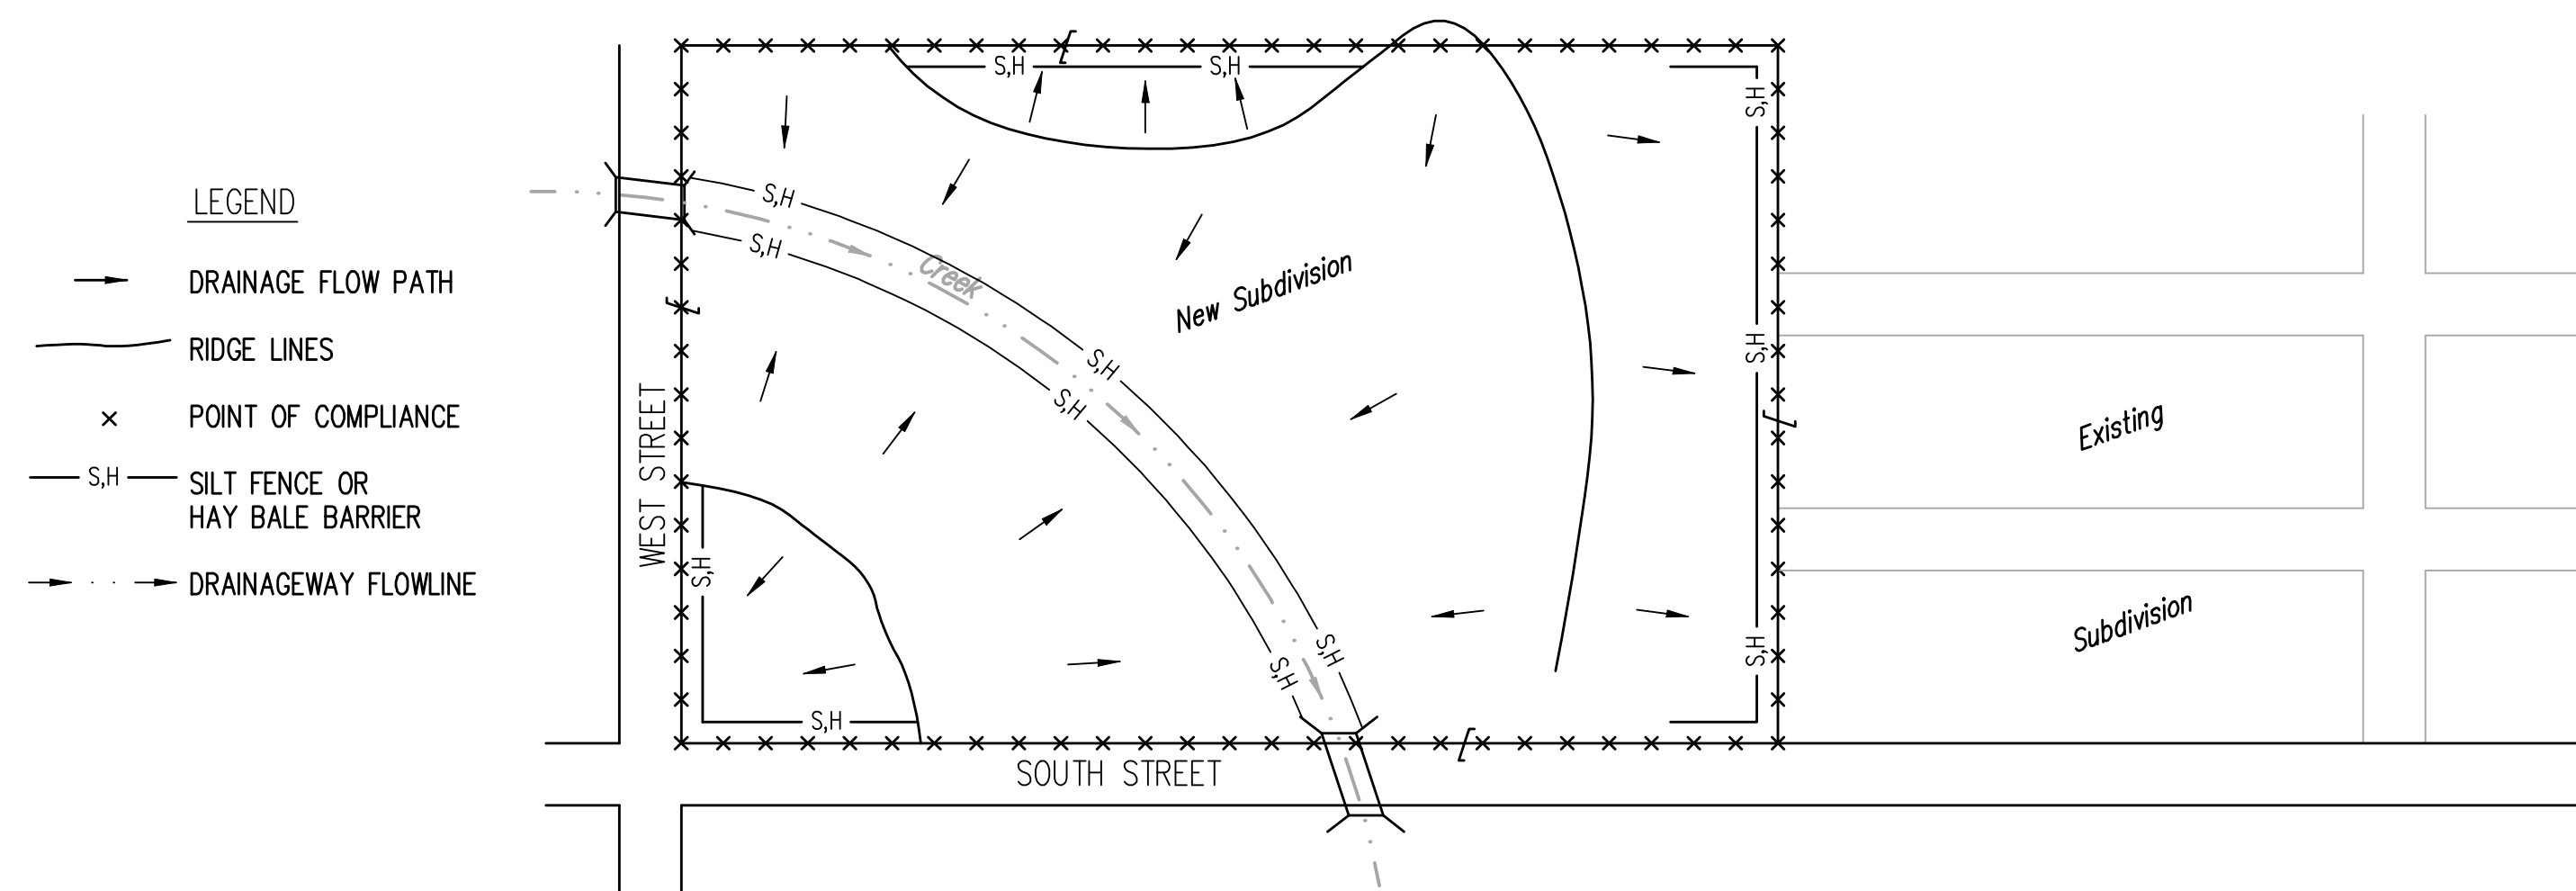 LEGEND
DRAINAGE FLOW PATH
RIDGE LINES
POINT OF COMPLIANCE
S,H
SILT FENCE OR
HAY BALE BARRIER
DRAINAGEWAY FLOWLINE
S,H
S,H
S,H
S,H
S,H
Creek
New Subdivision
S,H
S,H
S,H
WEST STREET
Existing
S,H
Subdivision
S,H
S,H
S,H
S,H
SOUTH STREET